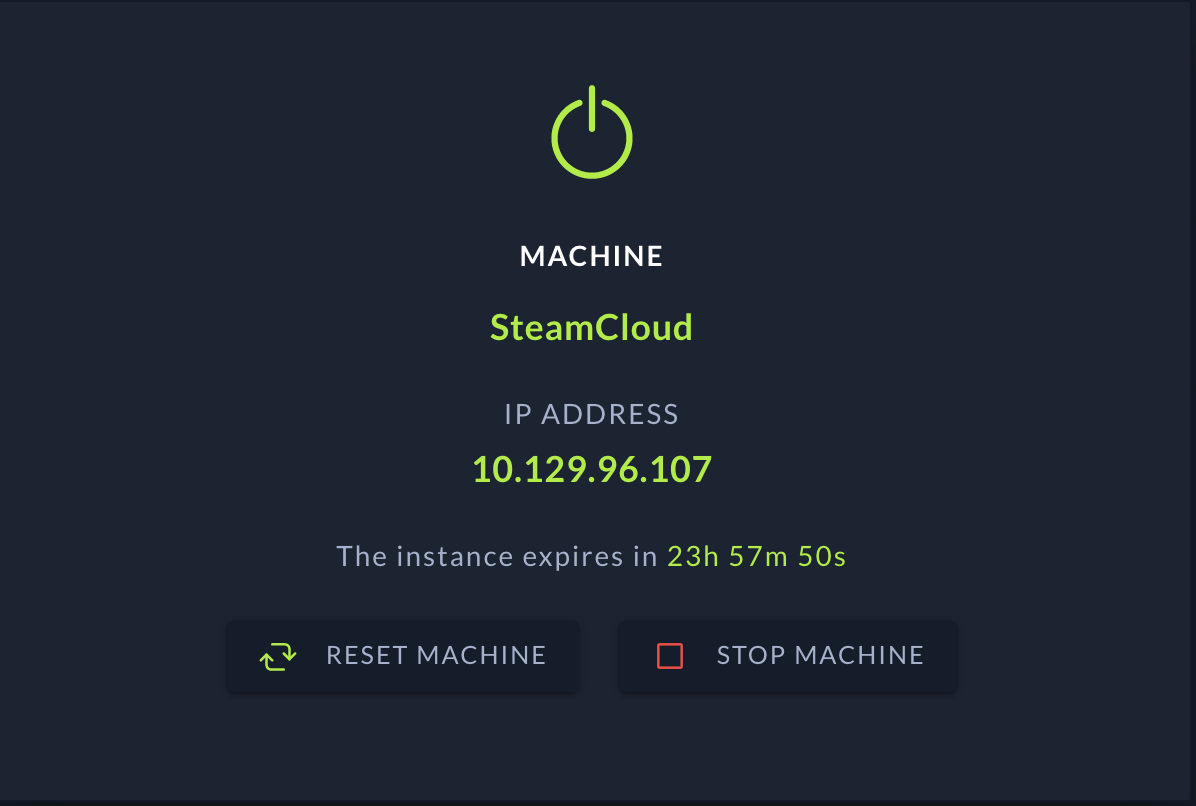 MACHINE
SteamCloud
IP ADDRESS
10.129.96.107
The instance expires in 23h 57m 50s
RESET MACHINE STOP MACHINE